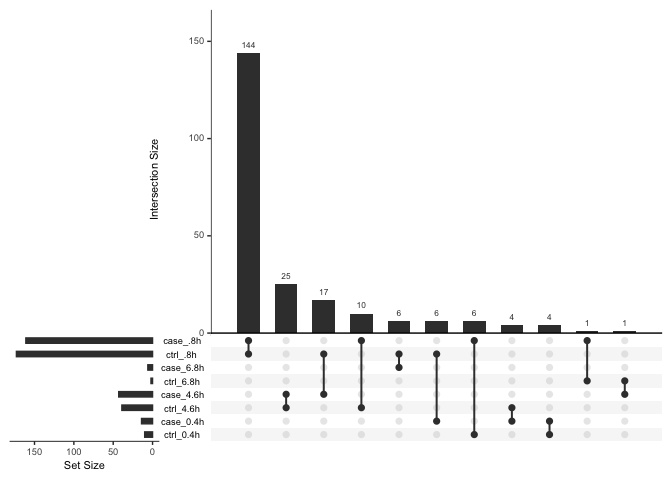 144
150
100
Intersection Size
50
25
17
10
6
6
6
4
4
1
1
0
case_.8h
ctrl_.8h
case_6.8h
ctrl_6.8h
case_4.6h
ctrl_4.6h
case_0.4h
ctrl_0.4h
150 100 50 0
Set Size